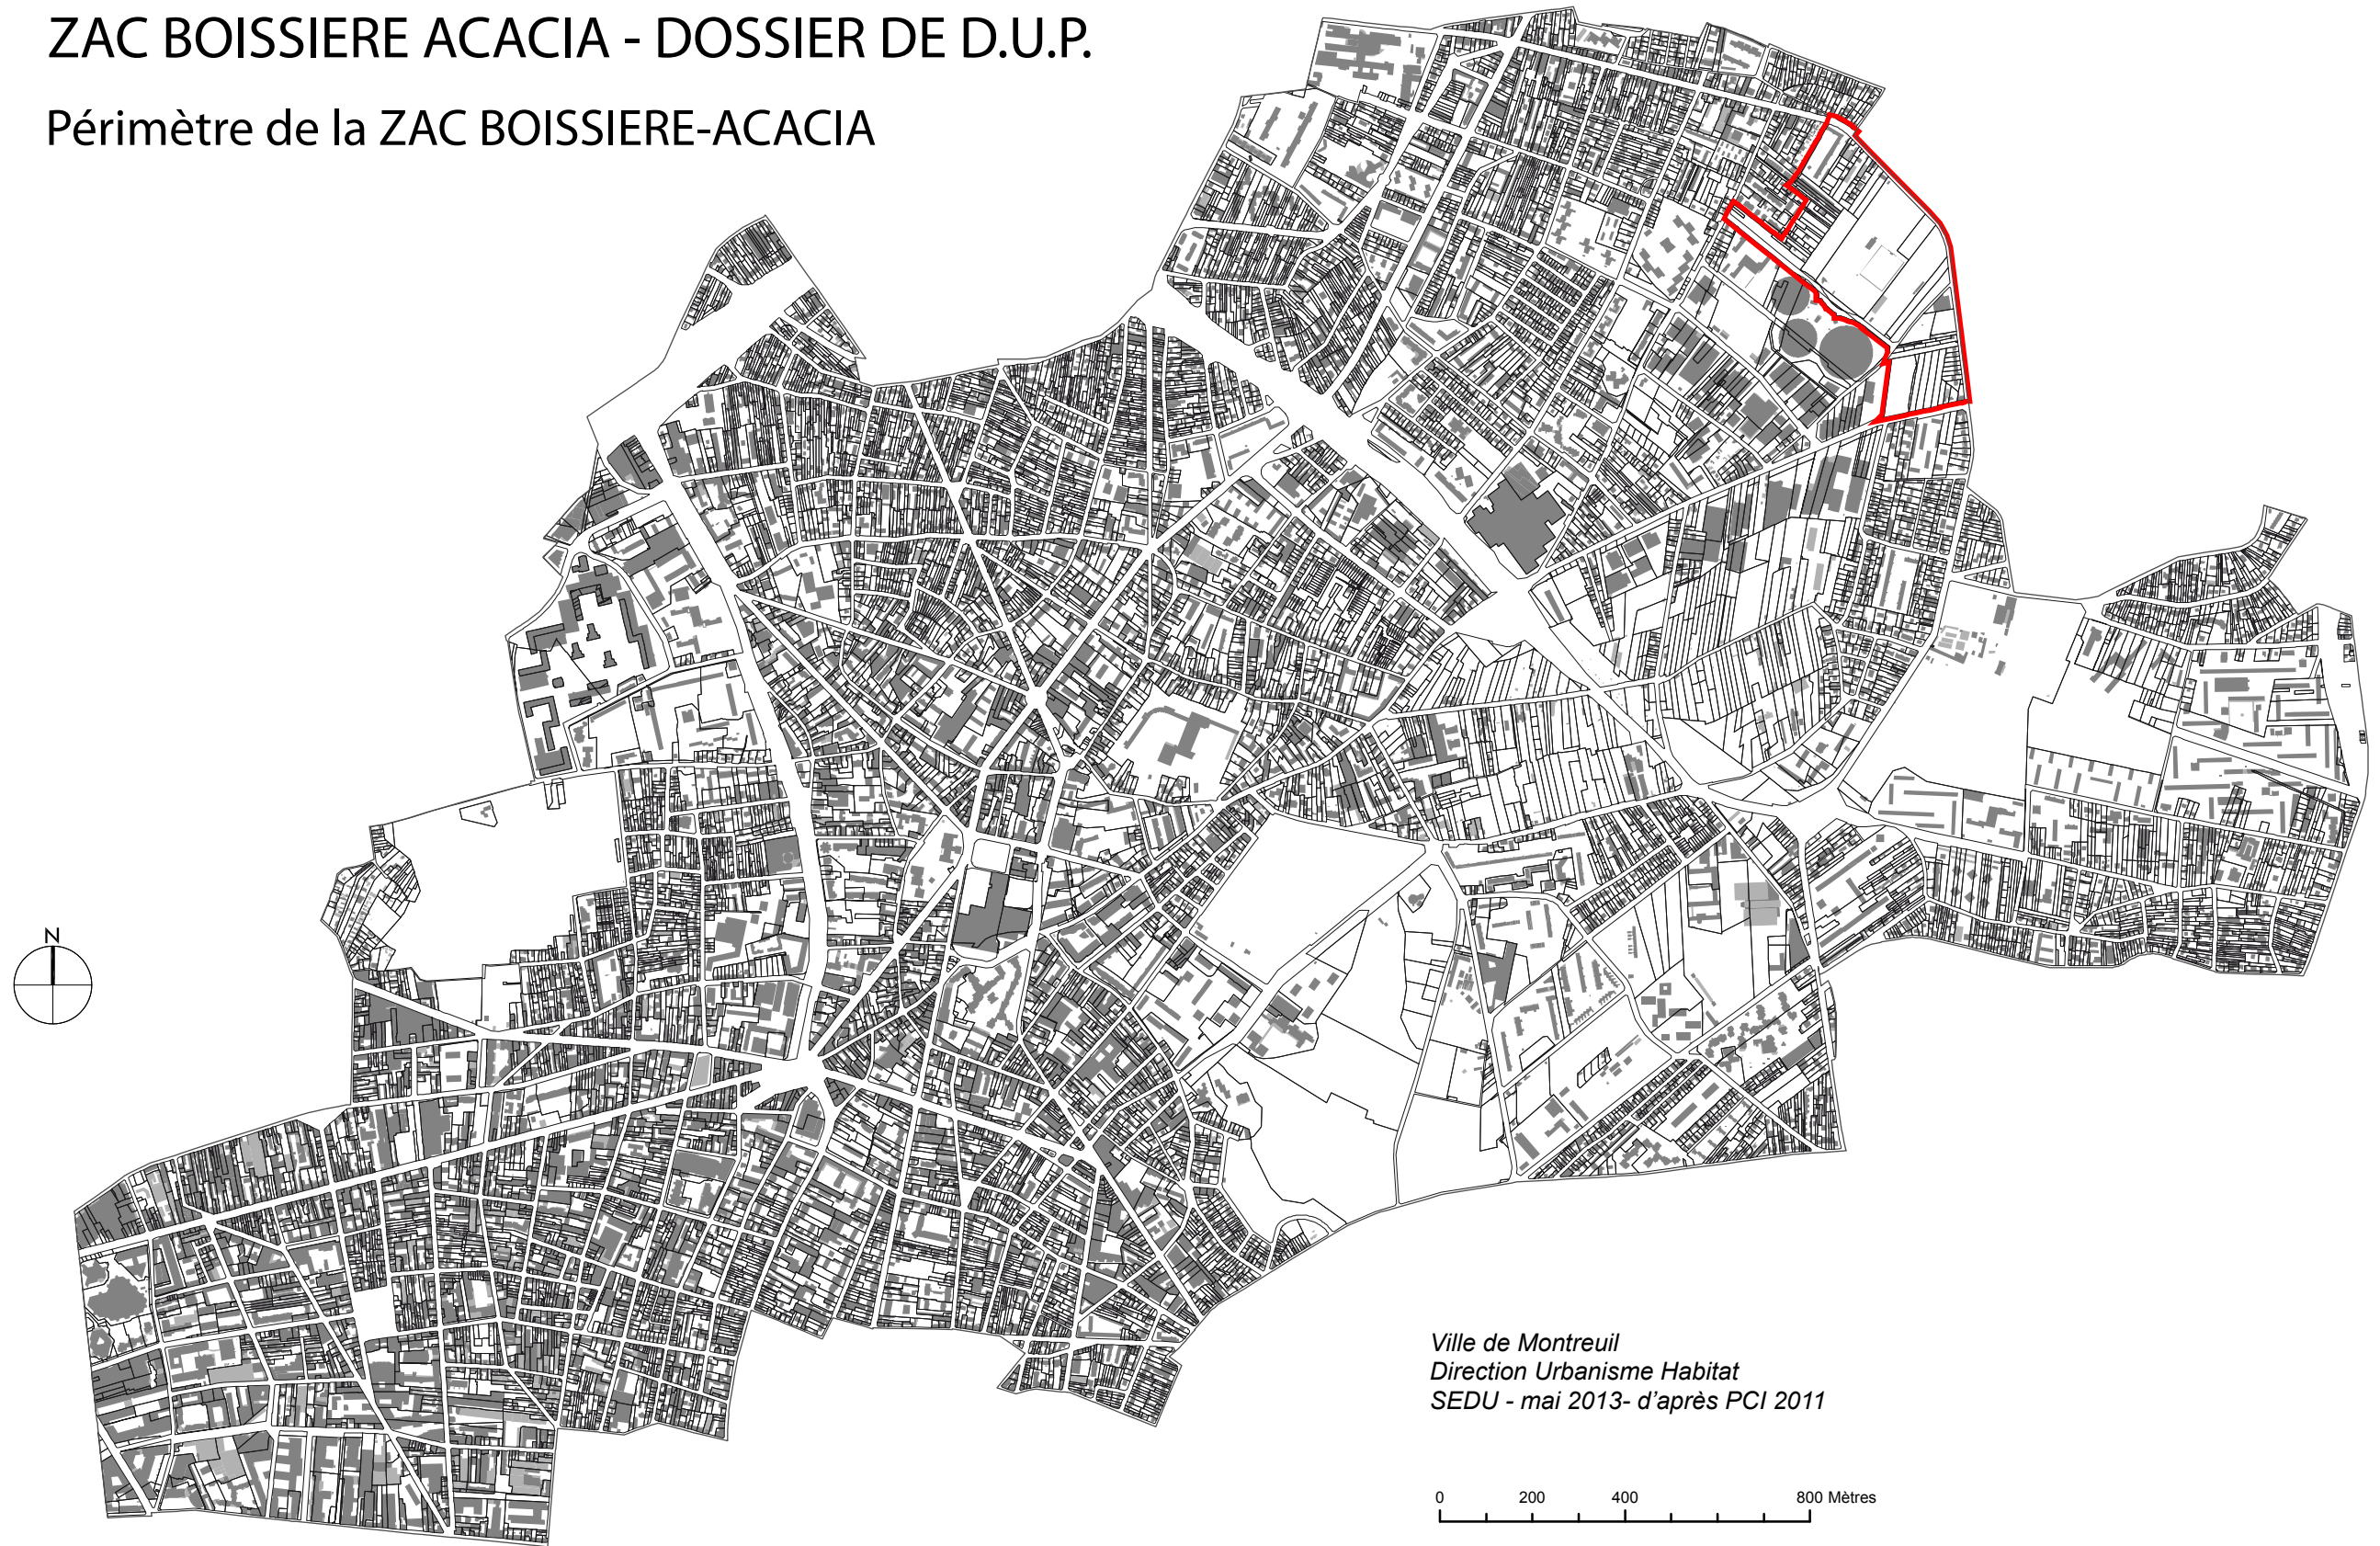 ZAC BOISSIERE ACACIA - DOSSIER DE D.U.P.
Périmètre de la ZAC BOISSIERE-ACACIA
N
Ville de Montreuil
Direction Urbanisme Habitat
SEDU - mai 2013- d'après PCI 2011
0 200 400 800 Mètres